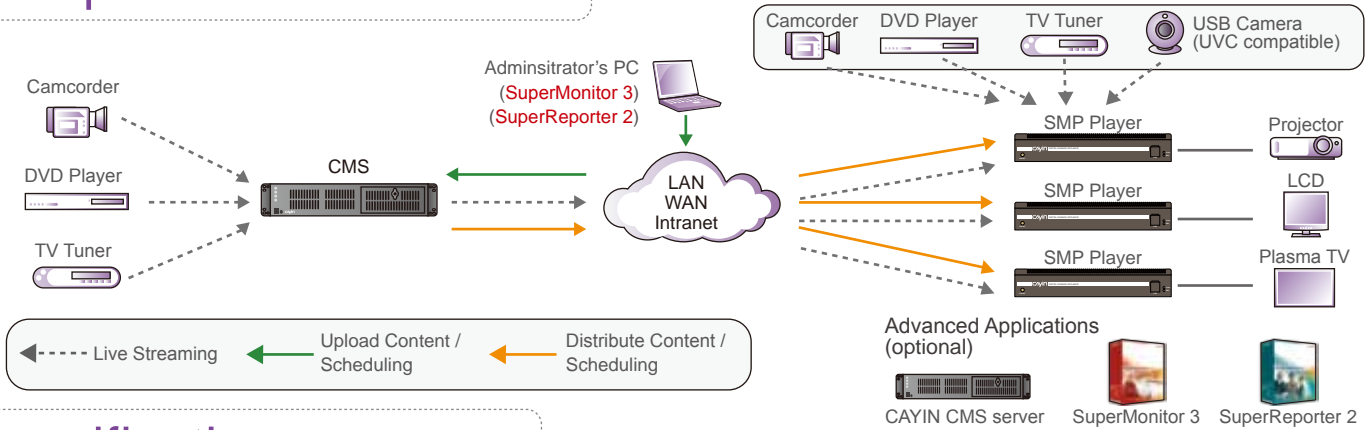 Camcorder
DVD Player
TV Tuner
USB Camera
(UVC compatible)
Adminsitrator's PC
(SuperMonitor 3)
(SuperReporter 2)
Camcorder
DVD Player
TV Tuner
CMS
LAN
WAN
Intranet
SMP Player
SMP Player
SMP Player
Projector
LCD
Plasma TV
Live Streaming
Upload Content /
Scheduling
Distribute Content /
Scheduling
Advanced Applications
(optional)
CAYIN CMS server
SuperMonitor 3
SuperReporter 2